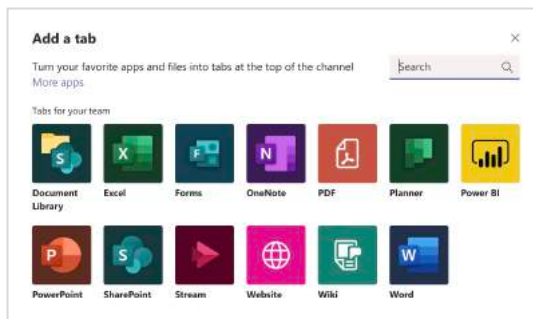 Add a tab
Turn your favorite apps and files into tabs at the top of the channel
More apps
Search
Tabs for your team
S
X
F
N
Document Library
Excel
Forms
OneNote
PDF
Planner
Power BI
P
S
W
PowerPoint
SharePoint
Stream
Website
Wiki
Word